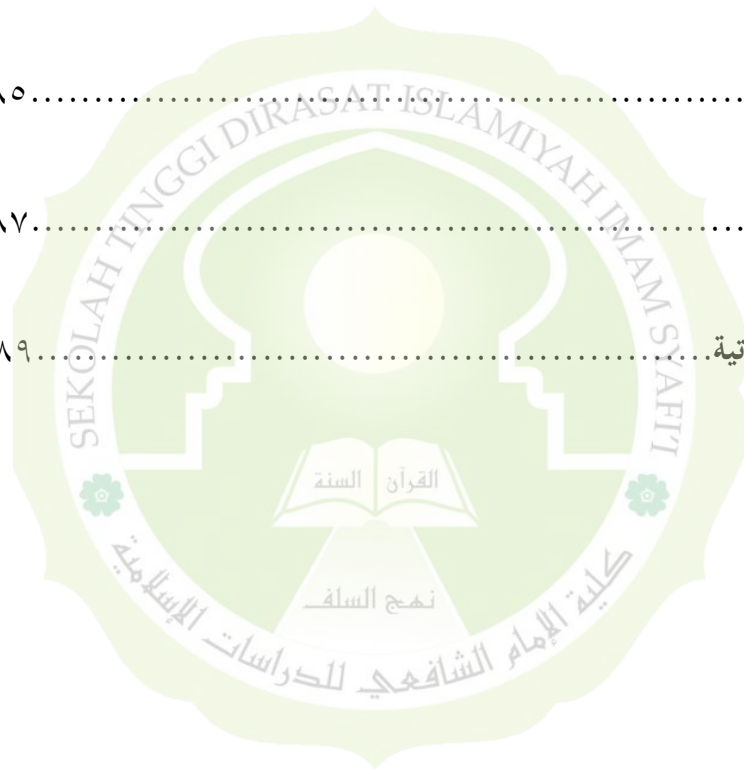 ٨٥................................................................
٨٧................................................................
تية................................................................٨٩
SEKOLAH TINGGI DIRASAT ISLAMIYAH IMAM SYAFI'I
القرآن السنة
نهج السلف
كلية الإمام الشافعي للدراسات الإسلامية